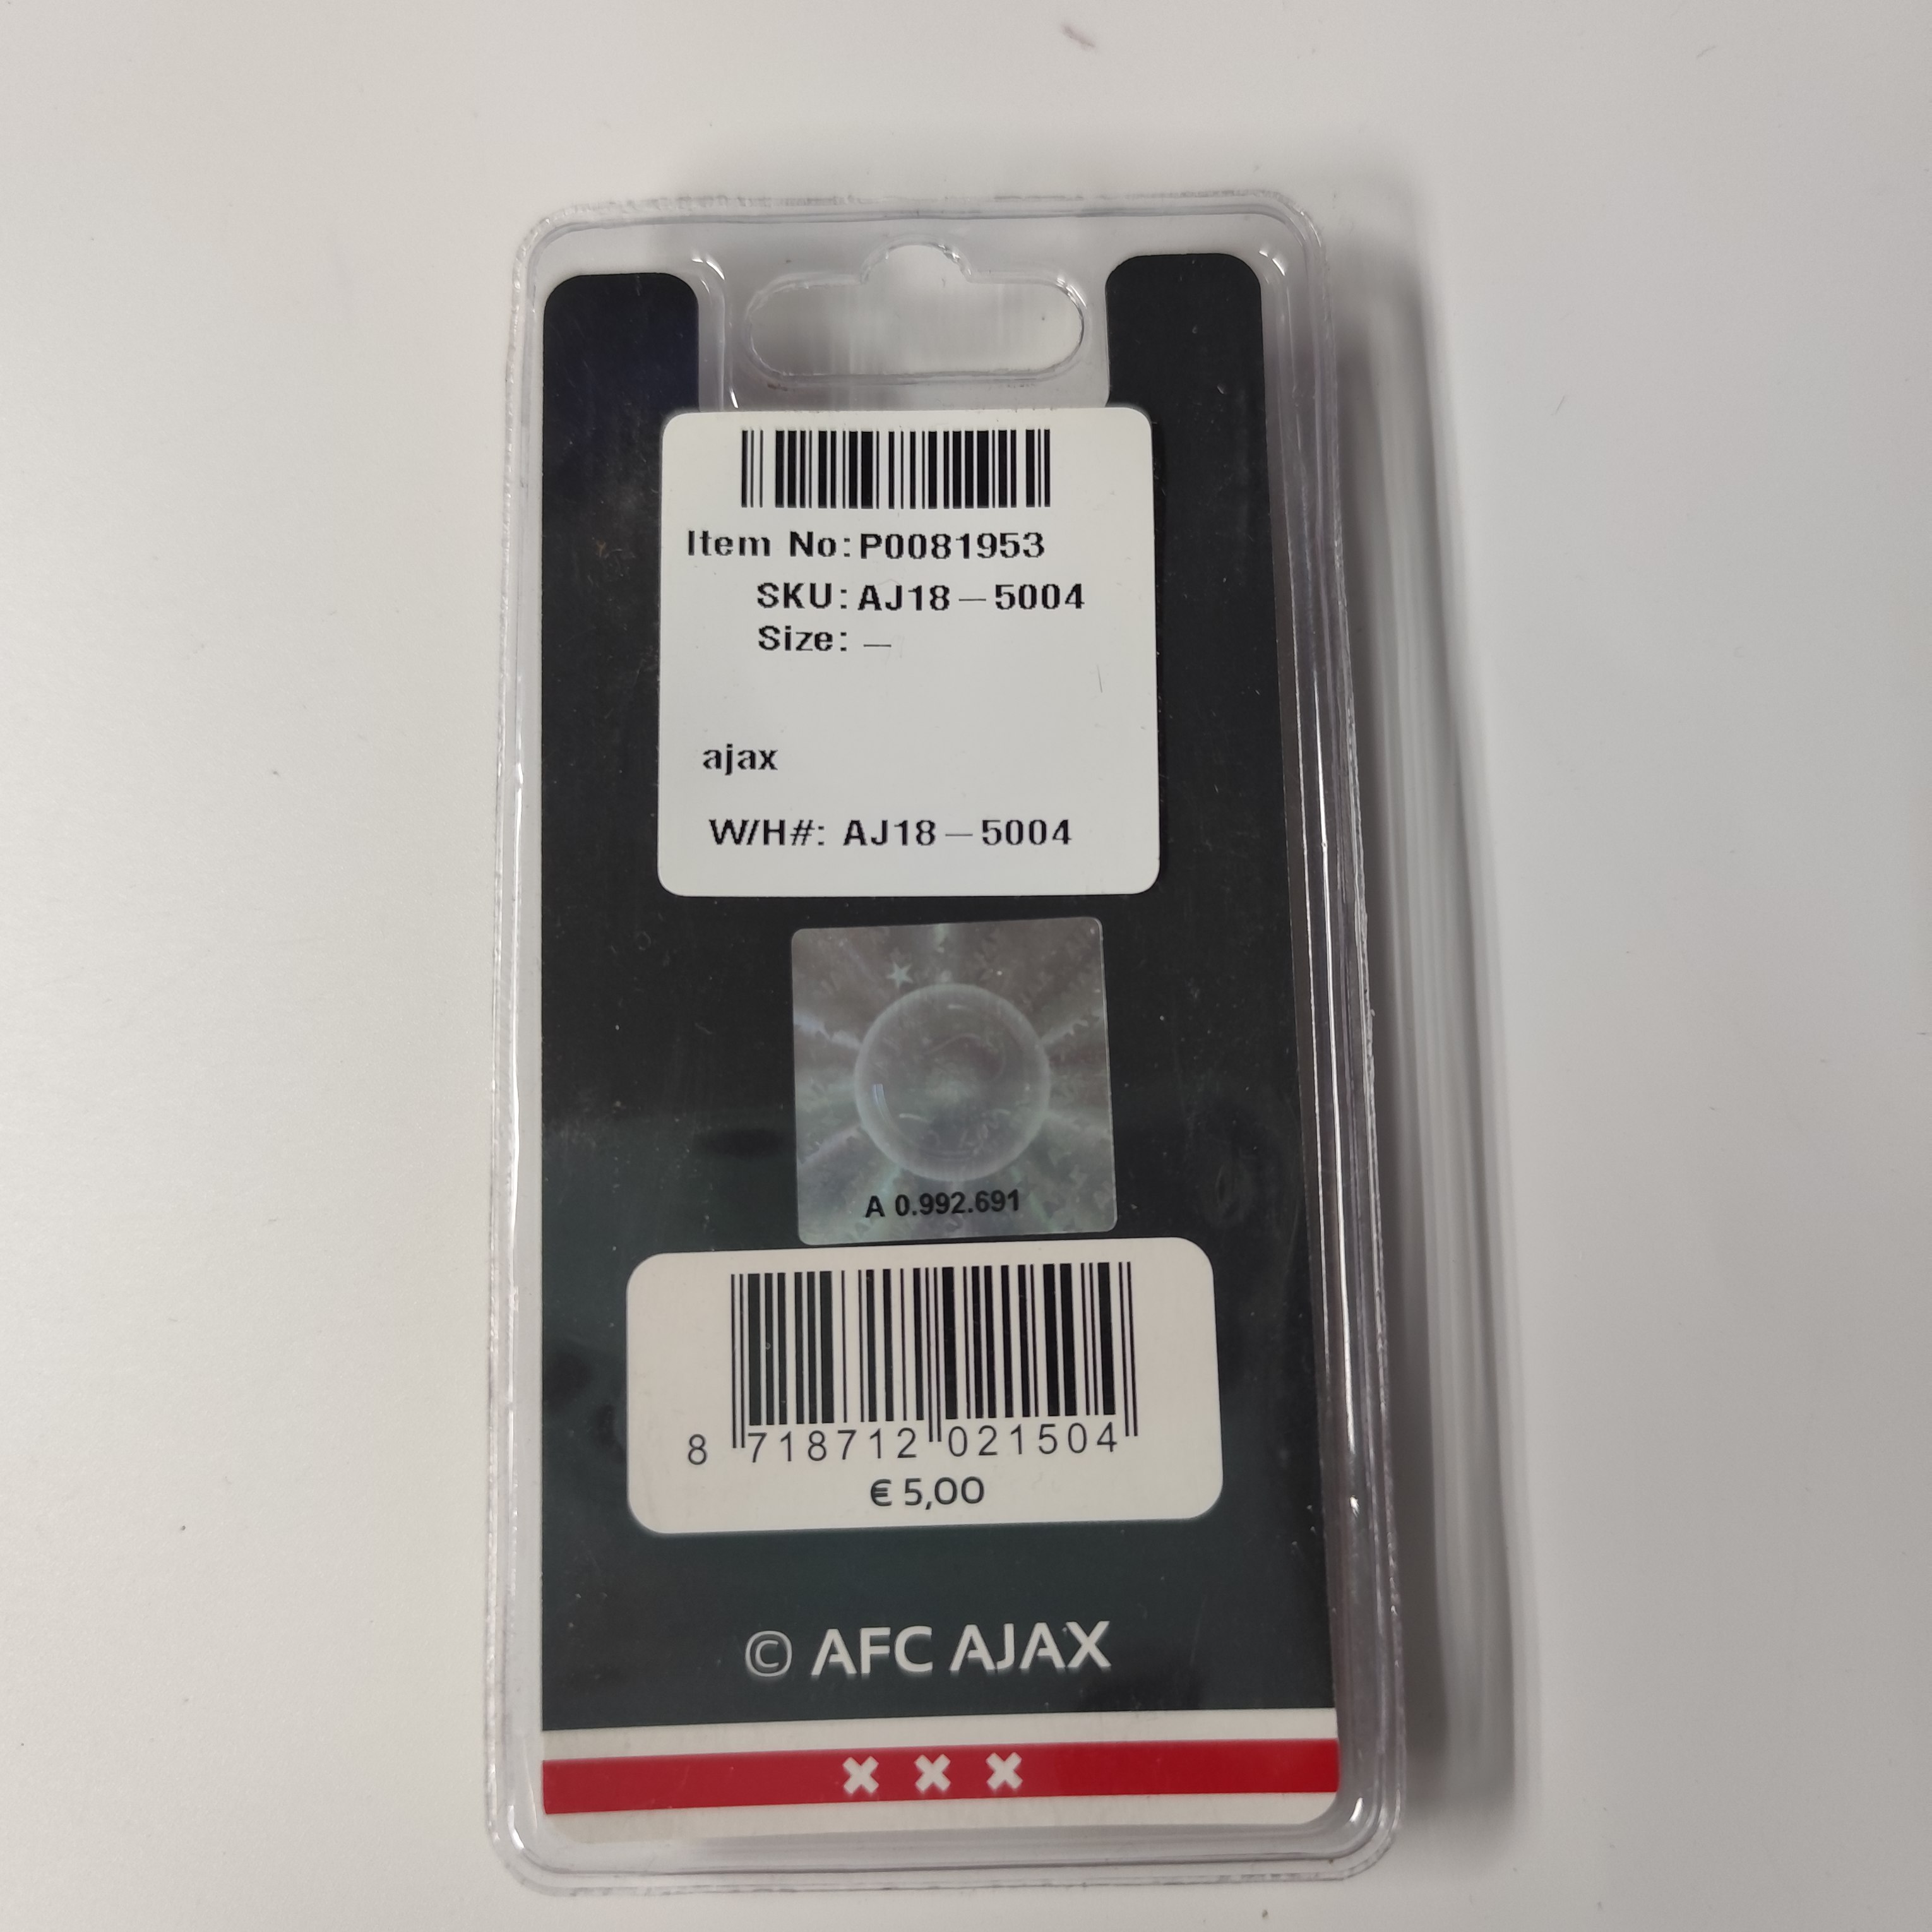 Item No: P0081953
SKU: AJ18-5004
Size: -
ajax
W/H#: AJ18-5004
A 0.992.691
8 718712 021504
€ 5,00
© AFC AJAX
XXX